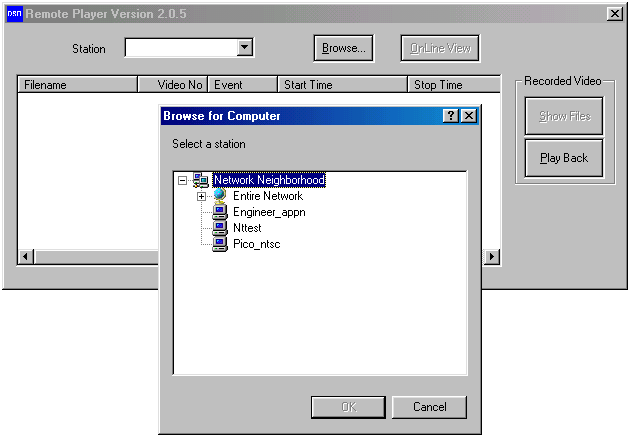 DSR Remote Player Version 2.0.5
Station Browse... OnLine View
Filename Video No Event Start Time Stop Time
Recorded Video
Show Files
Play Back
Browse for Computer
Select a station
Network Neighborhood
Entire Network
Engineer_appn
Nttest
Pico_ntsc
OK Cancel